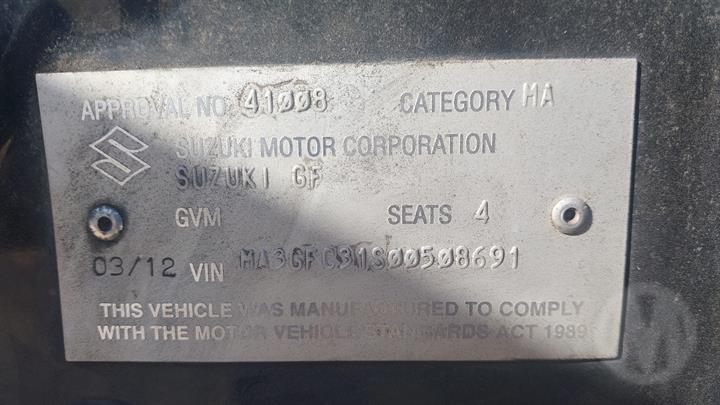 APPROVAL NO. 41008 CATEGORY MA
SUZUKI MOTOR CORPORATION
SUZUKI GF
GVM SEATS 4
03/12 VIN MA3GFC31S00508691
THIS VEHICLE WAS MANUFACTURED TO COMPLY
WITH THE MOTOR VEHICLE STANDARDS ACT 1989